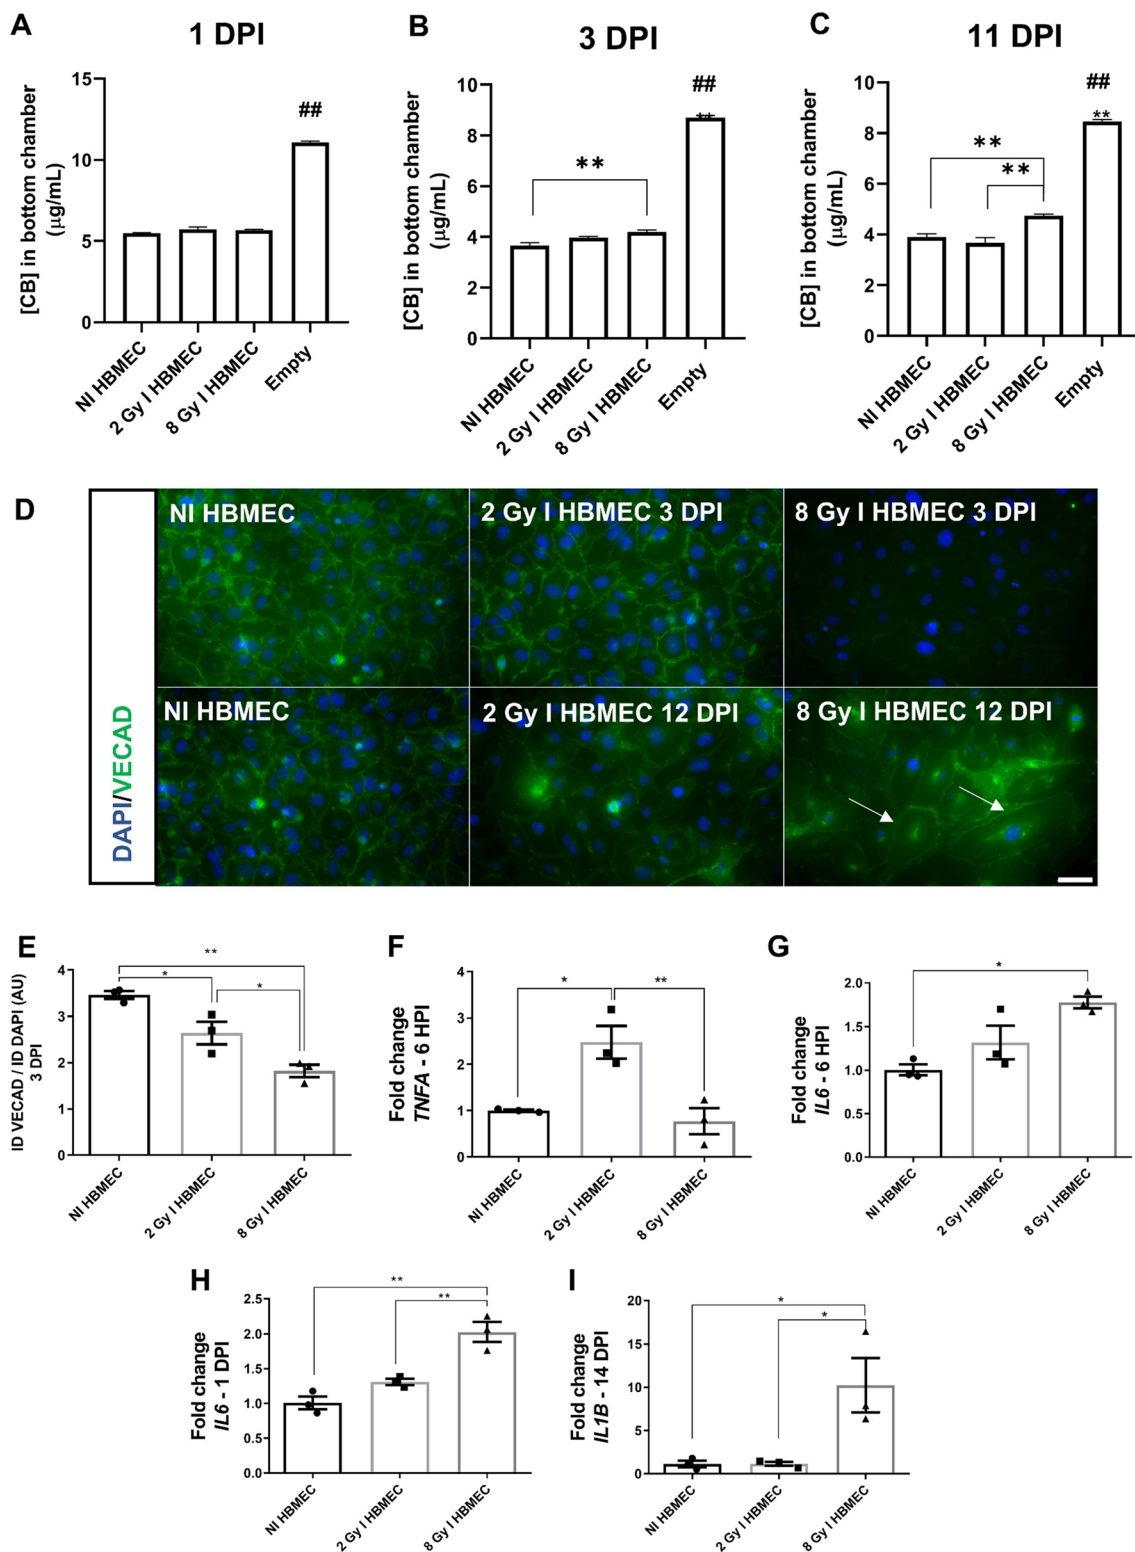 A
1 DPI
B
3 DPI
C
11 DPI
[CB] in bottom chamber
(µg/mL)
15
10
5
0
##
NI HBMEC
2 Gy I HBMEC
8 Gy I HBMEC
Empty
[CB] in bottom chamber
(µg/mL)
10
8
6
4
2
0
**
##
**
NI HBMEC
2 Gy I HBMEC
8 Gy I HBMEC
Empty
[CB] in bottom chamber
(µg/mL)
10
8
6
4
2
0
**
**
##
**
NI HBMEC
2 Gy I HBMEC
8 Gy I HBMEC
Empty
D
DAPI/VECAD
NI HBMEC
2 Gy I HBMEC 3 DPI
8 Gy I HBMEC 3 DPI
NI HBMEC
2 Gy I HBMEC 12 DPI
8 Gy I HBMEC 12 DPI
E
ID VECAD / ID DAPI (AU)
3 DPI
4
3
2
1
0
**
*
*
NI HBMEC
2 Gy I HBMEC
8 Gy I HBMEC
F
Fold change
TNFA - 6 HPI
4
3
2
1
0
*
**
NI HBMEC
2 Gy I HBMEC
8 Gy I HBMEC
G
Fold change
IL6 - 6 HPI
2.0
1.5
1.0
0.5
0.0
*
NI HBMEC
2 Gy I HBMEC
8 Gy I HBMEC
H
Fold change
IL6 - 1 DPI
2.5
2.0
1.5
1.0
0.5
0.0
**
**
NI HBMEC
2 Gy I HBMEC
8 Gy I HBMEC
I
Fold change
IL1B - 14 DPI
20
15
10
5
0
*
*
NI HBMEC
2 Gy I HBMEC
8 Gy I HBMEC